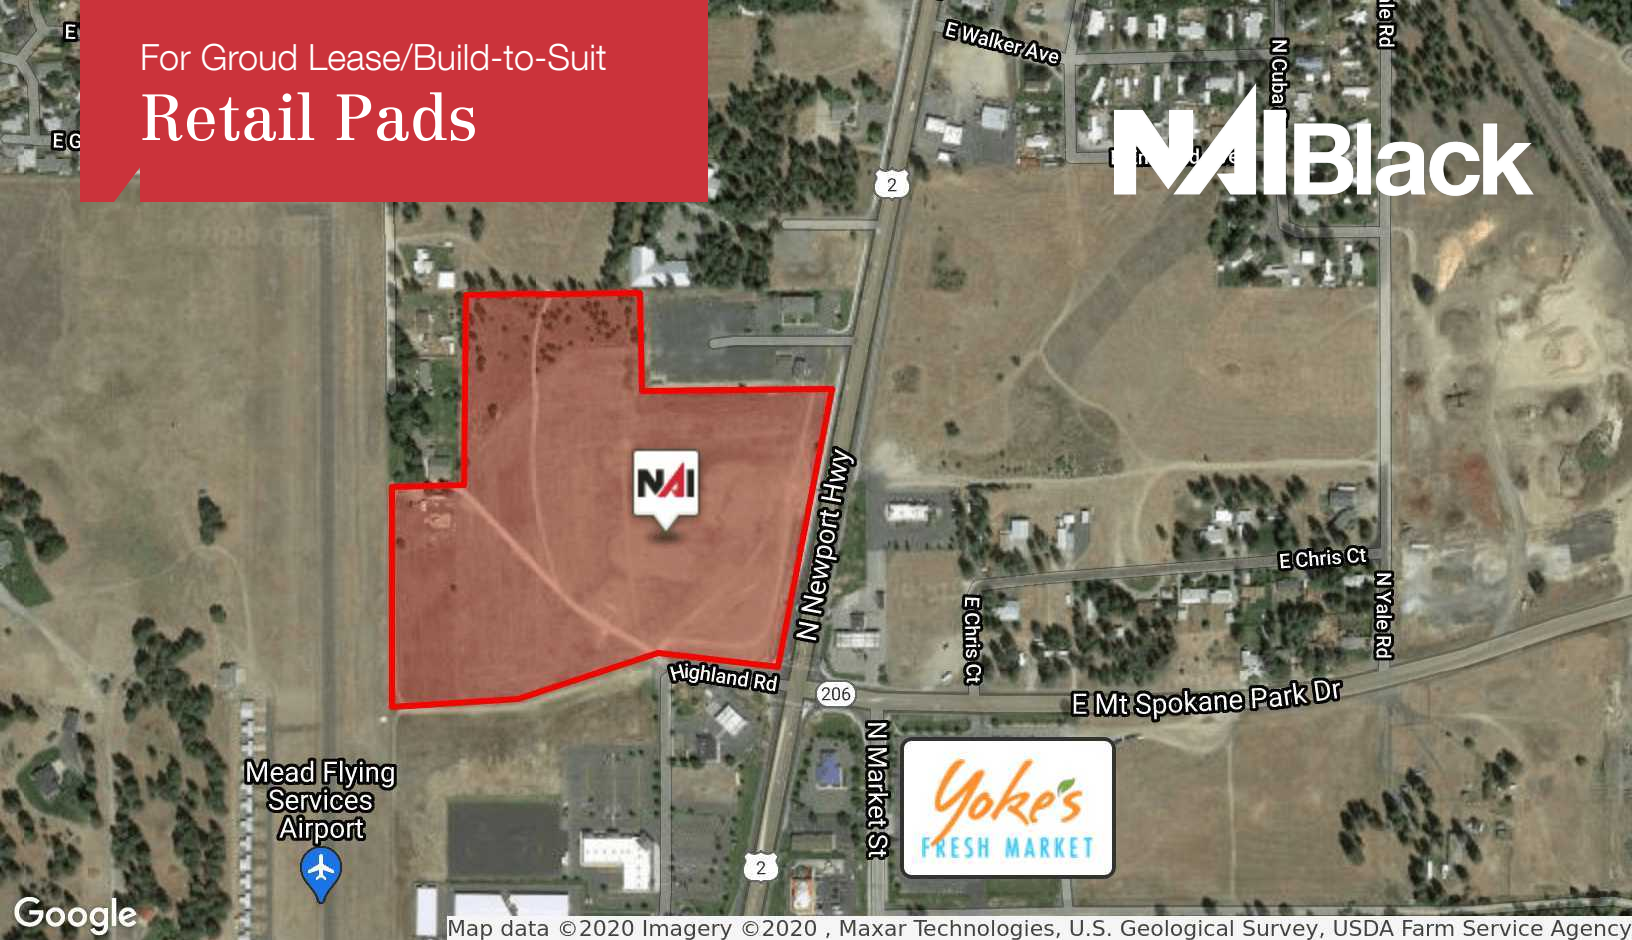 For Groud Lease/Build-to-Suit
Retail Pads
E
E G
E Walker Ave
N Cuba
ale Rd
NAIBlack
2
NAI
N Newport Hwy
E Chris Ct
E Chris Ct
N Yale Rd
Highland Rd
206
E Mt Spokane Park Dr
N Market St
Mead Flying
Services
Airport
Yoke's
FRESH MARKET
2
Google
Map data ©2020 Imagery ©2020 , Maxar Technologies, U.S. Geological Survey, USDA Farm Service Agency